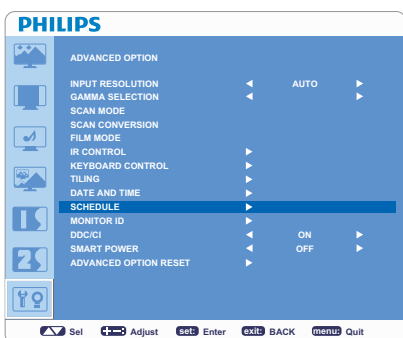 PHILIPS
ADVANCED OPTION
INPUT RESOLUTION AUTO
GAMMA SELECTION
SCAN MODE
SCAN CONVERSION
FILM MODE
IR CONTROL
KEYBOARD CONTROL
TILING
DATE AND TIME
SCHEDULE
MONITOR ID
DDC/CI ON
SMART POWER OFF
ADVANCED OPTION RESET
Sel Adjust set: Enter exit: BACK menu: Quit